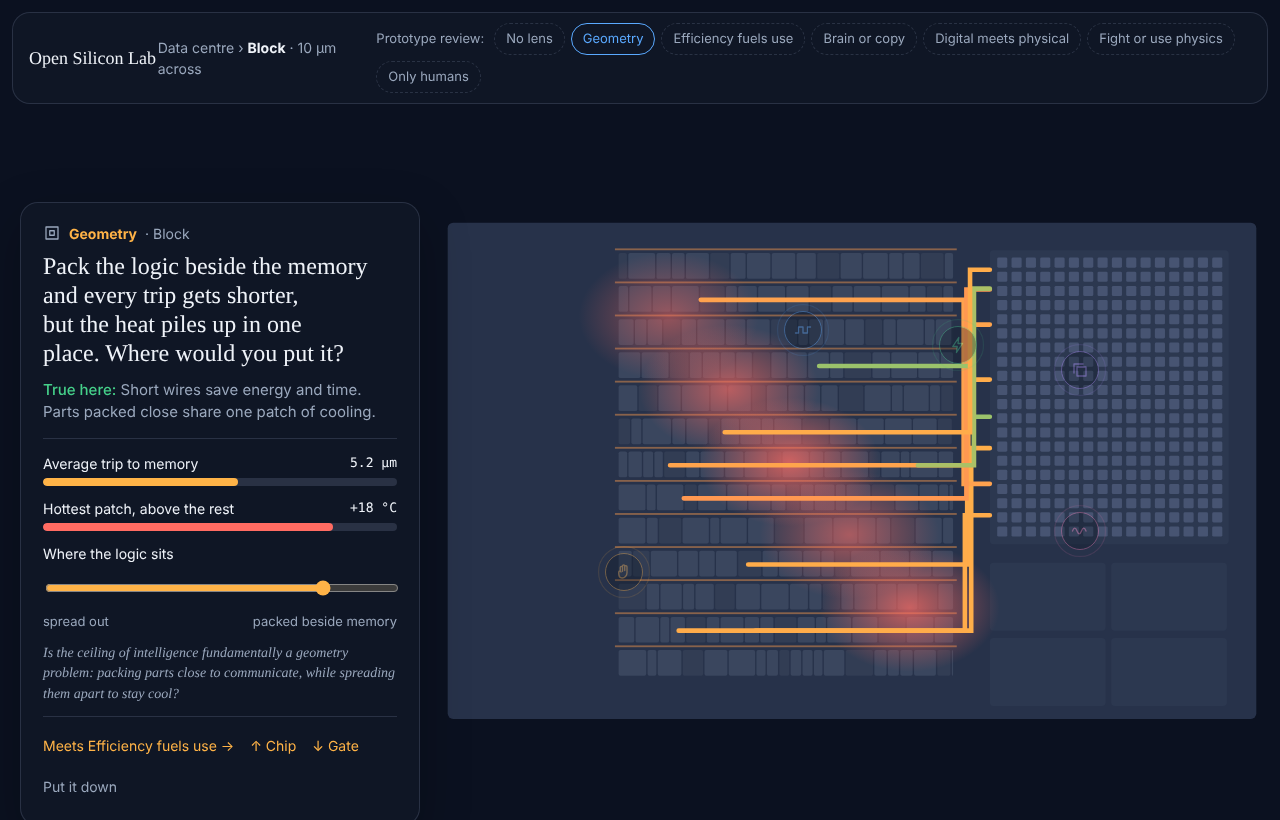 Open Silicon Lab
Data centre › Block · 10 µm
across
Prototype review:
No lens
Geometry
Efficiency fuels use
Brain or copy
Digital meets physical
Fight or use physics
Only humans
Geometry · Block
Pack the logic beside the memory
and every trip gets shorter,
but the heat piles up in one
place. Where would you put it?
True here: Short wires save energy and time.
Parts packed close share one patch of cooling.
Average trip to memory 5.2 µm
Hottest patch, above the rest +18 °C
Where the logic sits
spread out packed beside memory
Is the ceiling of intelligence fundamentally a geometry
problem: packing parts close to communicate, while spreading
them apart to stay cool?
Meets Efficiency fuels use → ↑ Chip ↓ Gate
Put it down